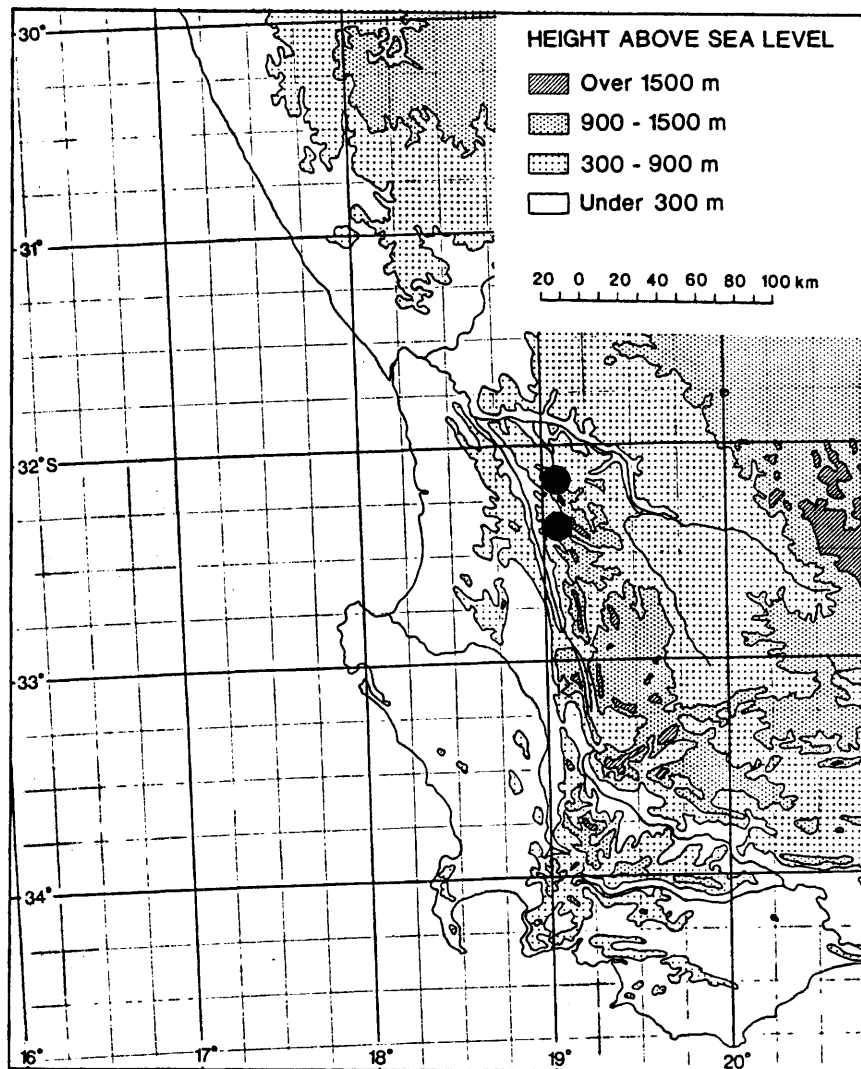 30°
31°
32°S
33°
34°
16°
17°
18°
19°
20°
HEIGHT ABOVE SEA LEVEL
Over 1500 m
900 - 1500 m
300 - 900 m
Under 300 m
20 0 20 40 60 100 km